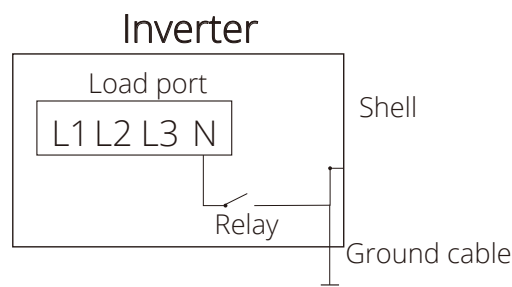 Inverter
Load port
L1 L2 L3 N
Shell
Relay
Ground cable